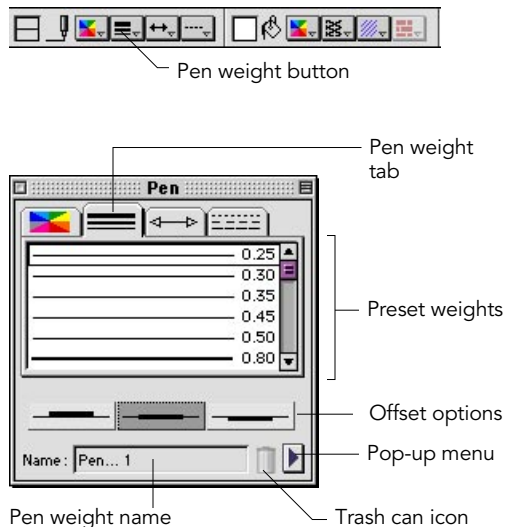 Pen weight button
Pen weight
tab
Pen
0.25
0.30
0.35
0.45
0.50
0.80
Preset weights
Offset options
Pop-up menu
Name: Pen... 1
Pen weight name
Trash can icon